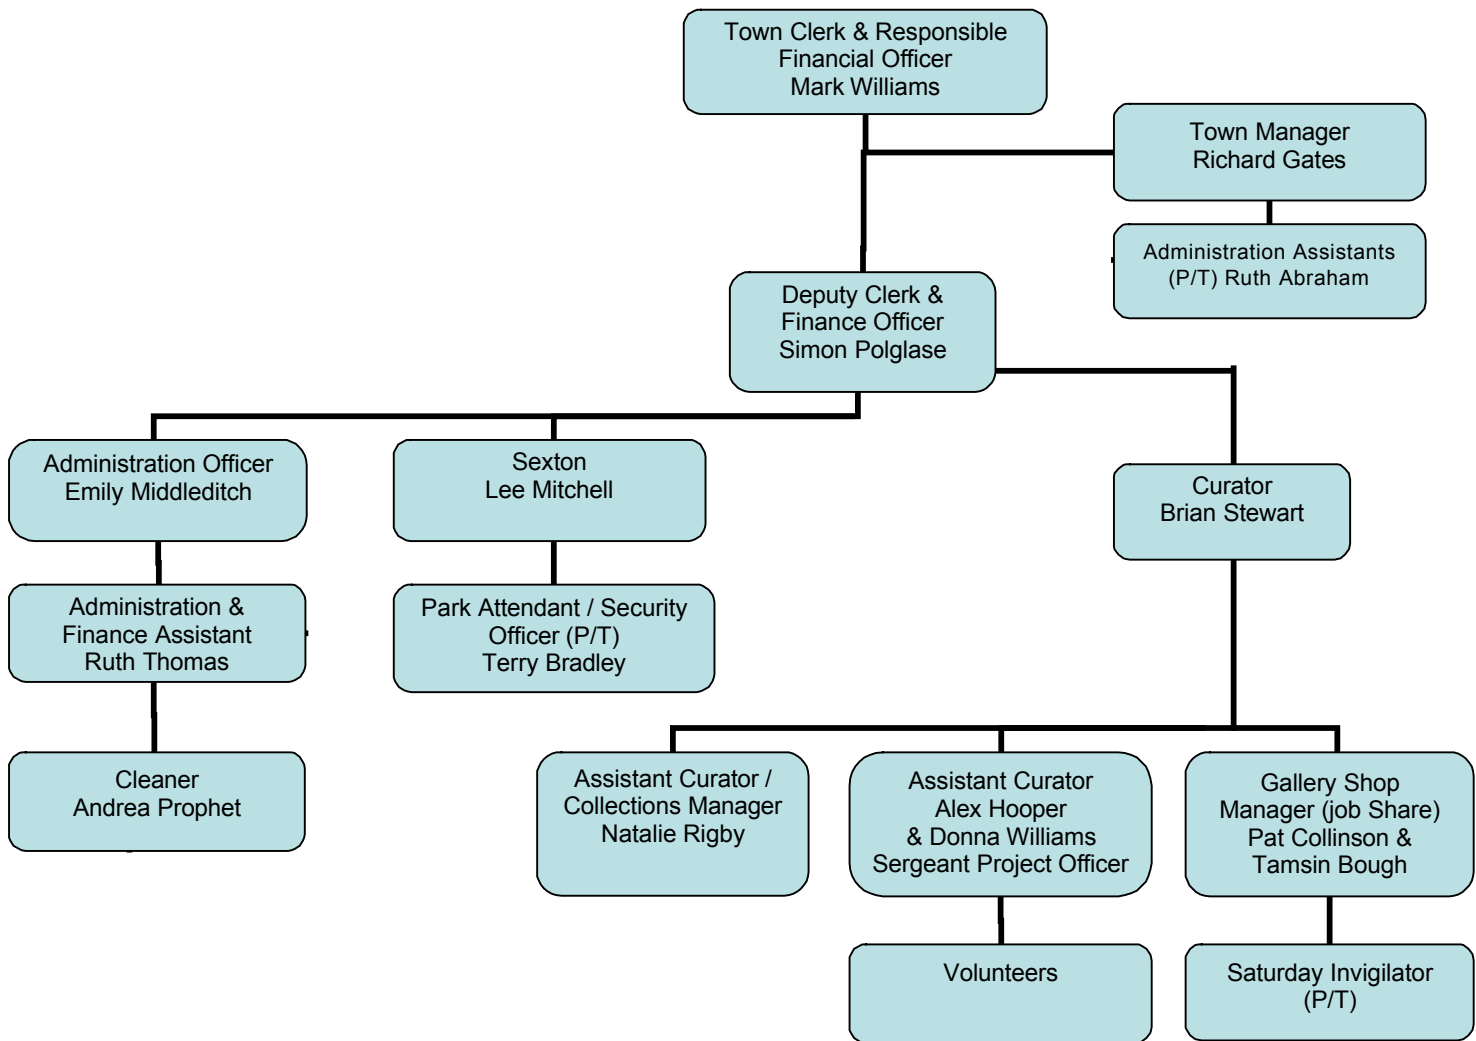 Town Clerk & Responsible
Financial Officer
Mark Williams
Town Manager
Richard Gates
Administration Assistants
(P/T) Ruth Abraham
Deputy Clerk &
Finance Officer
Simon Polglase
Administration Officer
Emily Middleditch
Sexton
Lee Mitchell
Curator
Brian Stewart
Administration &
Finance Assistant
Ruth Thomas
Park Attendant / Security
Officer (P/T)
Terry Bradley
Cleaner
Andrea Prophet
Assistant Curator /
Collections Manager
Natalie Rigby
Assistant Curator
Alex Hooper
& Donna Williams
Sergeant Project Officer
Gallery Shop
Manager (job Share)
Pat Collinson &
Tamsin Bough
Volunteers
Saturday Invigilator
(P/T)